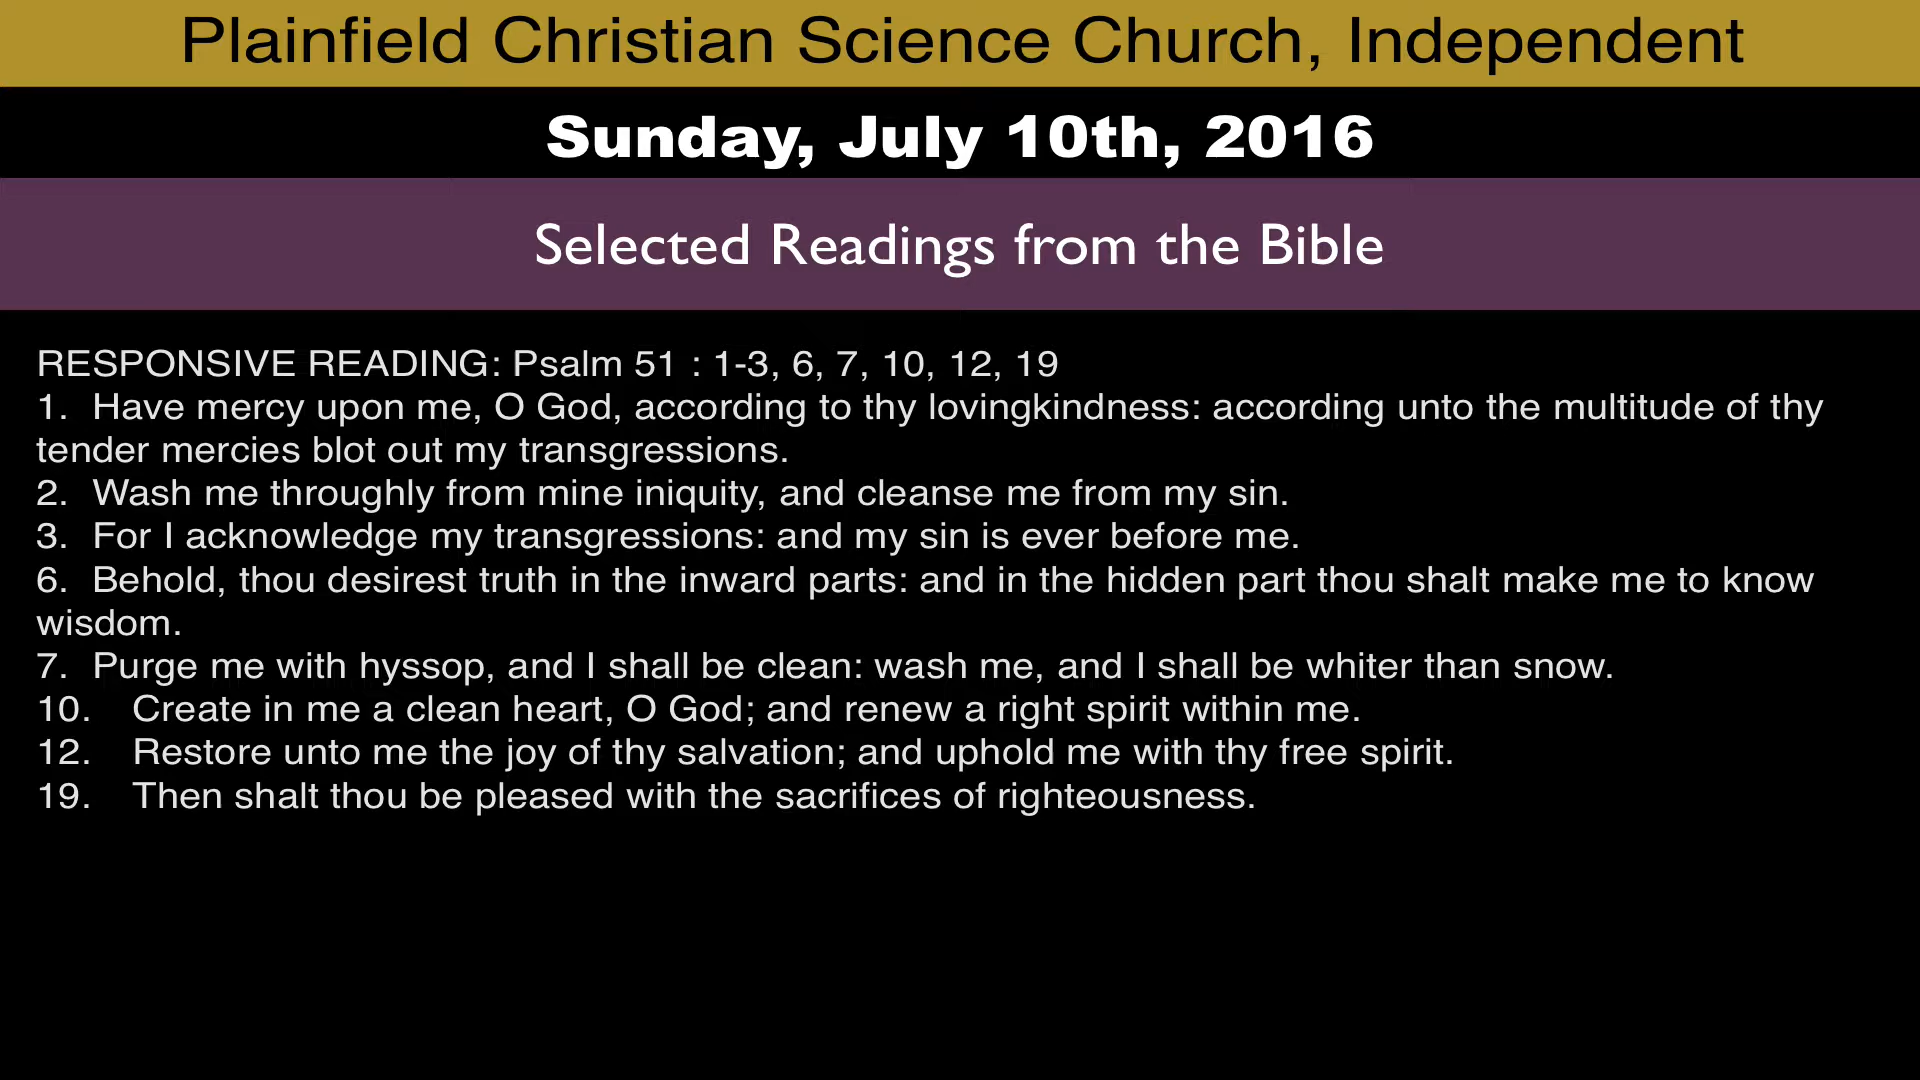 Plainfield Christian Science Church, Independent
Sunday, July 10th, 2016
Selected Readings from the Bible
RESPONSIVE READING: Psalm 51 : 1-3, 6, 7, 10, 12, 19
1. Have mercy upon me, O God, according to thy lovingkindness: according unto the multitude of thy
tender mercies blot out my transgressions.
2. Wash me throughly from mine iniquity, and cleanse me from my sin.
3. For I acknowledge my transgressions: and my sin is ever before me.
6. Behold, thou desirest truth in the inward parts: and in the hidden part thou shalt make me to know
wisdom.
7. Purge me with hyssop, and I shall be clean: wash me, and I shall be whiter than snow.
10. Create in me a clean heart, O God; and renew a right spirit within me.
12. Restore unto me the joy of thy salvation; and uphold me with thy free spirit.
19. Then shalt thou be pleased with the sacrifices of righteousness.